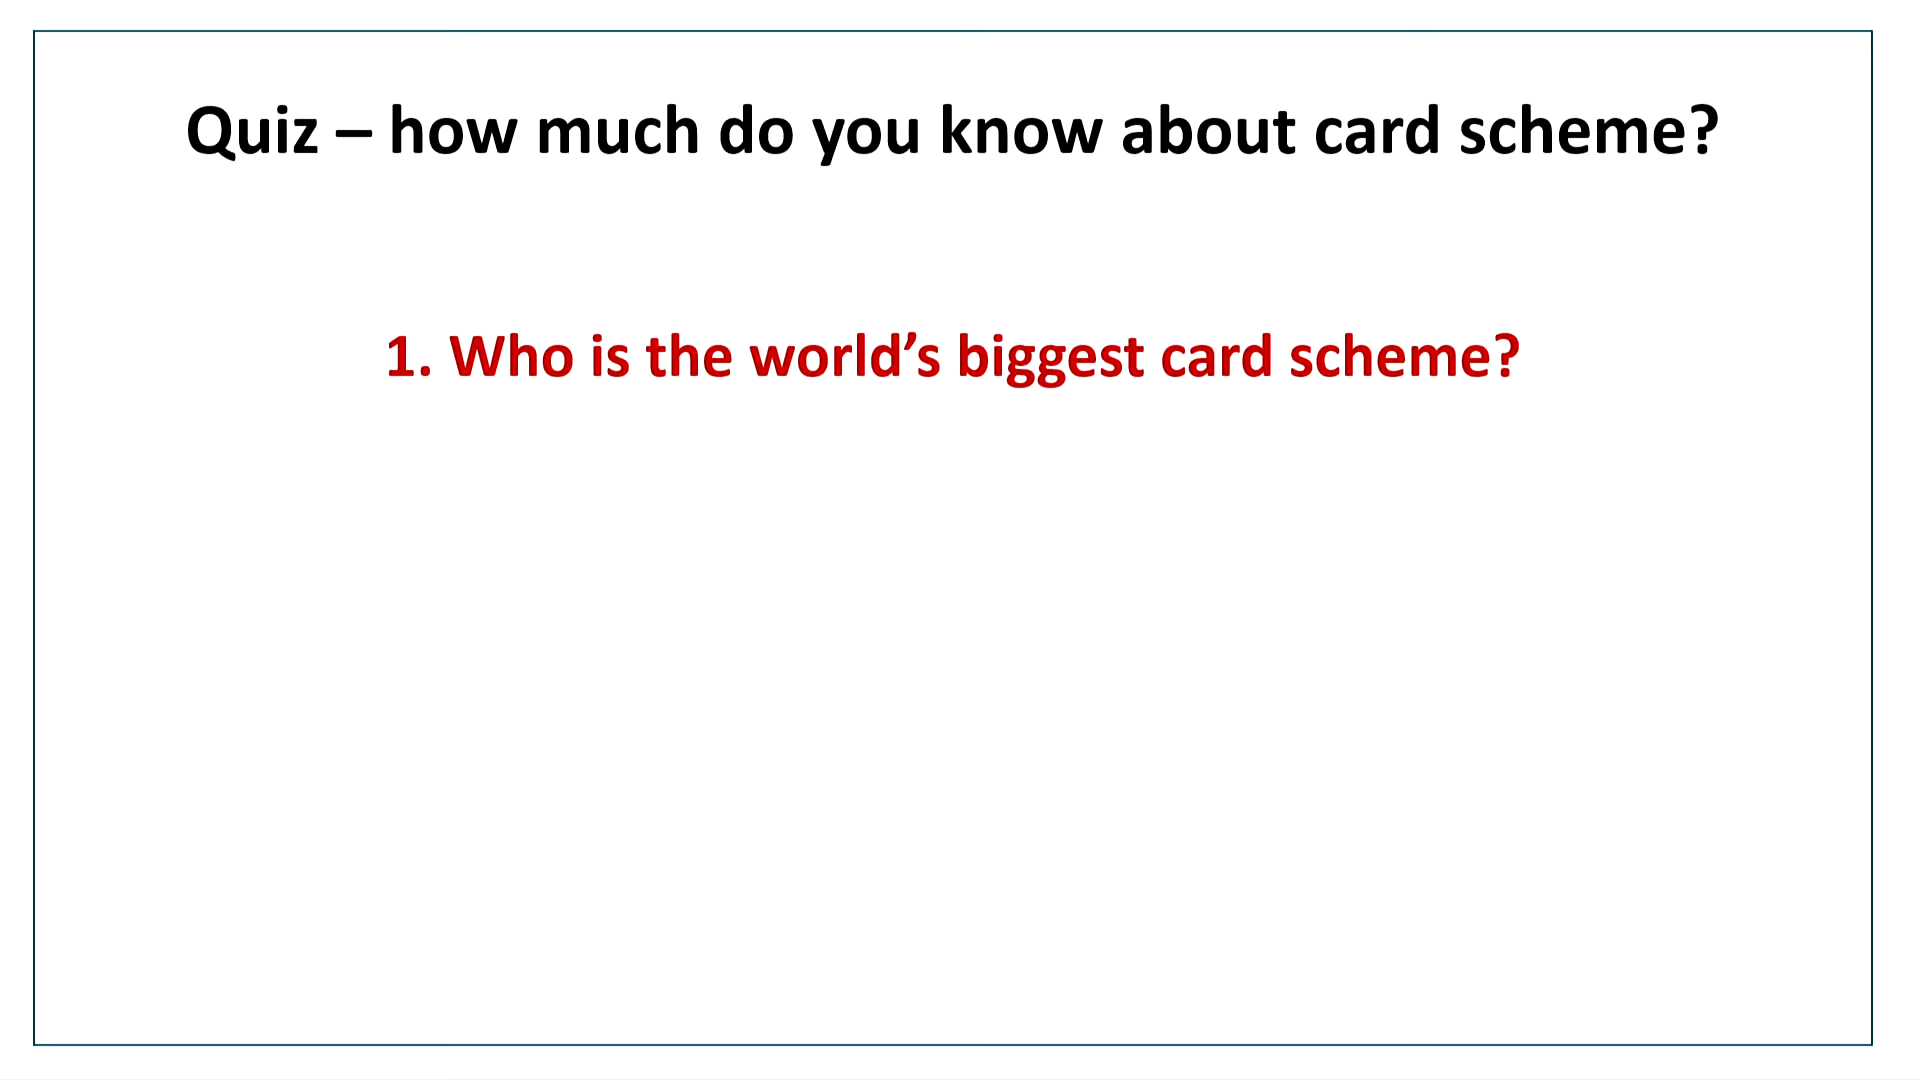 Quiz – how much do you know about card scheme?
1. Who is the world’s biggest card scheme?